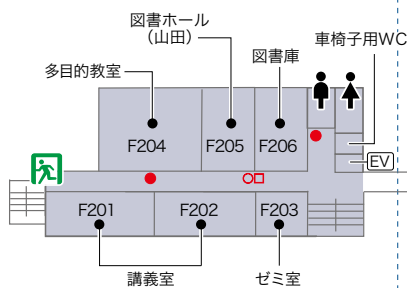 図書ホール
（山田）
車椅子用WC
図書庫
多目的教室
F204
F205
F206
EV
F201
F202
F203
講義室
ゼミ室